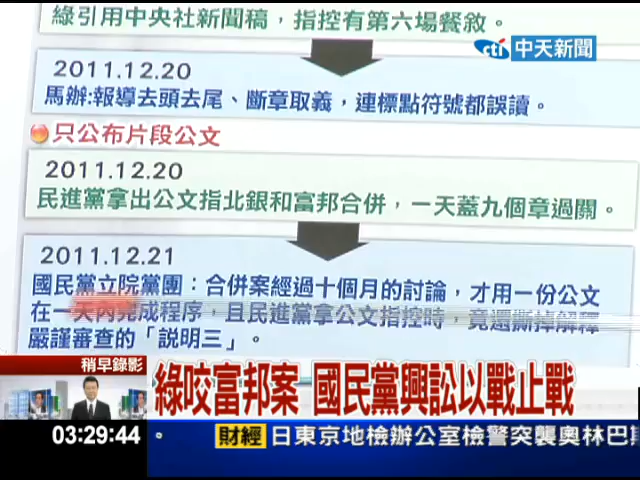 綠引用中央社新聞稿，指控有第六場餐敘。
cti 中天新聞
2011.12.20
馬辦:報導去頭去尾、斷章取義，連標點符號都誤讀。
只公布片段公文
2011.12.20
民進黨拿出公文指北銀和富邦合併，一天蓋九個章過關。
2011.12.21
國民黨立院黨團：合併案經過十個月的討論，才用一份公文
在一天內完成程序，且民進黨拿公文指控時，竟還撕掉解釋
嚴謹審查的「說明三」。
稍早錄影
綠咬富邦案 國民黨興訟以戰止戰
03:29:44
。 財經 日東京地檢辦公室檢警突襲奧林巴斯